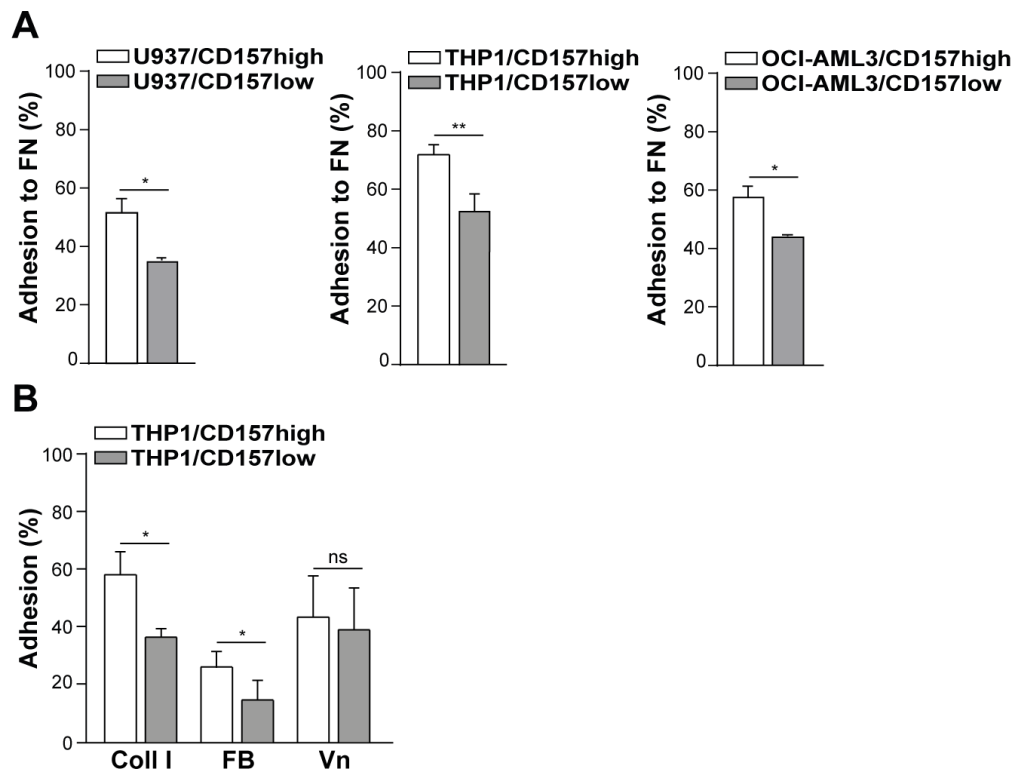 A
U937/CD157high
U937/CD157low
Adhesion to FN (%)
100
80
60
40
20
0
*
THP1/CD157high
THP1/CD157low
Adhesion to FN (%)
100
80
60
40
20
0
**
OCI-AML3/CD157high
OCI-AML3/CD157low
Adhesion to FN (%)
100
80
60
40
20
0
*
B
THP1/CD157high
THP1/CD157low
Adhesion (%)
100
80
60
40
20
0
*
*
ns
Coll I FB Vn